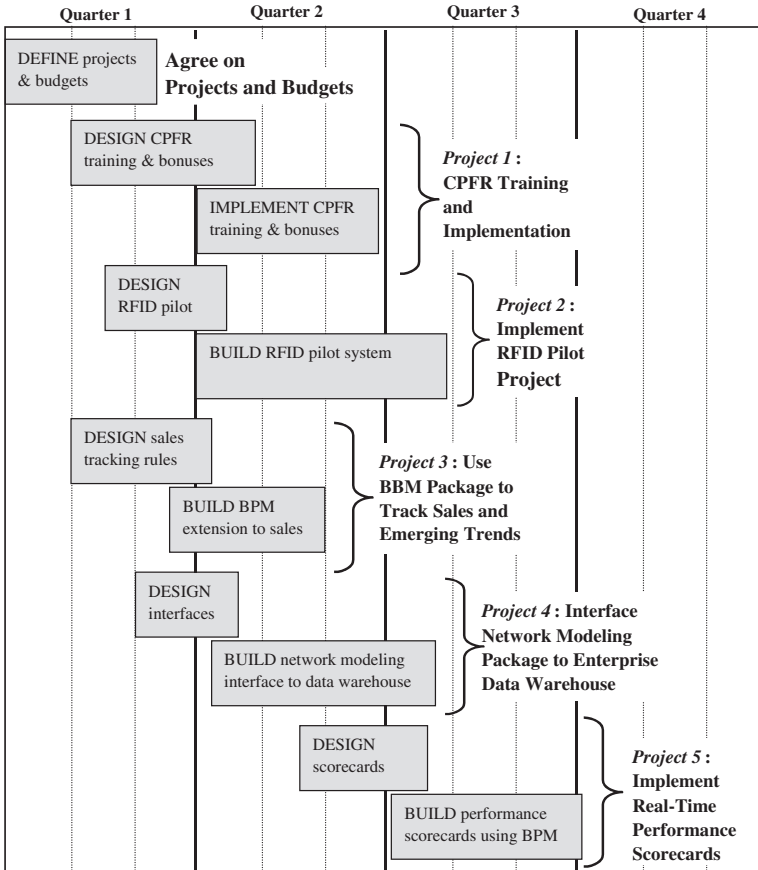 Quarter 1
Quarter 2
Quarter 3
Quarter 4
DEFINE projects
& budgets
Agree on
Projects and Budgets
DESIGN CPFR
training & bonuses
IMPLEMENT CPFR
training & bonuses
Project 1 :
CPFR Training
and
Implementation
DESIGN
RFID pilot
BUILD RFID pilot system
Project 2 :
Implement
RFID Pilot
Project
DESIGN sales
tracking rules
BUILD BPM
extension to sales
Project 3 : Use
BBM Package to
Track Sales and
Emerging Trends
DESIGN
interfaces
BUILD network modeling
interface to data warehouse
Project 4 : Interface
Network Modeling
Package to Enterprise
Data Warehouse
DESIGN
scorecards
BUILD performance
scorecards using BPM
Project 5 :
Implement
Real-Time
Performance
Scorecards